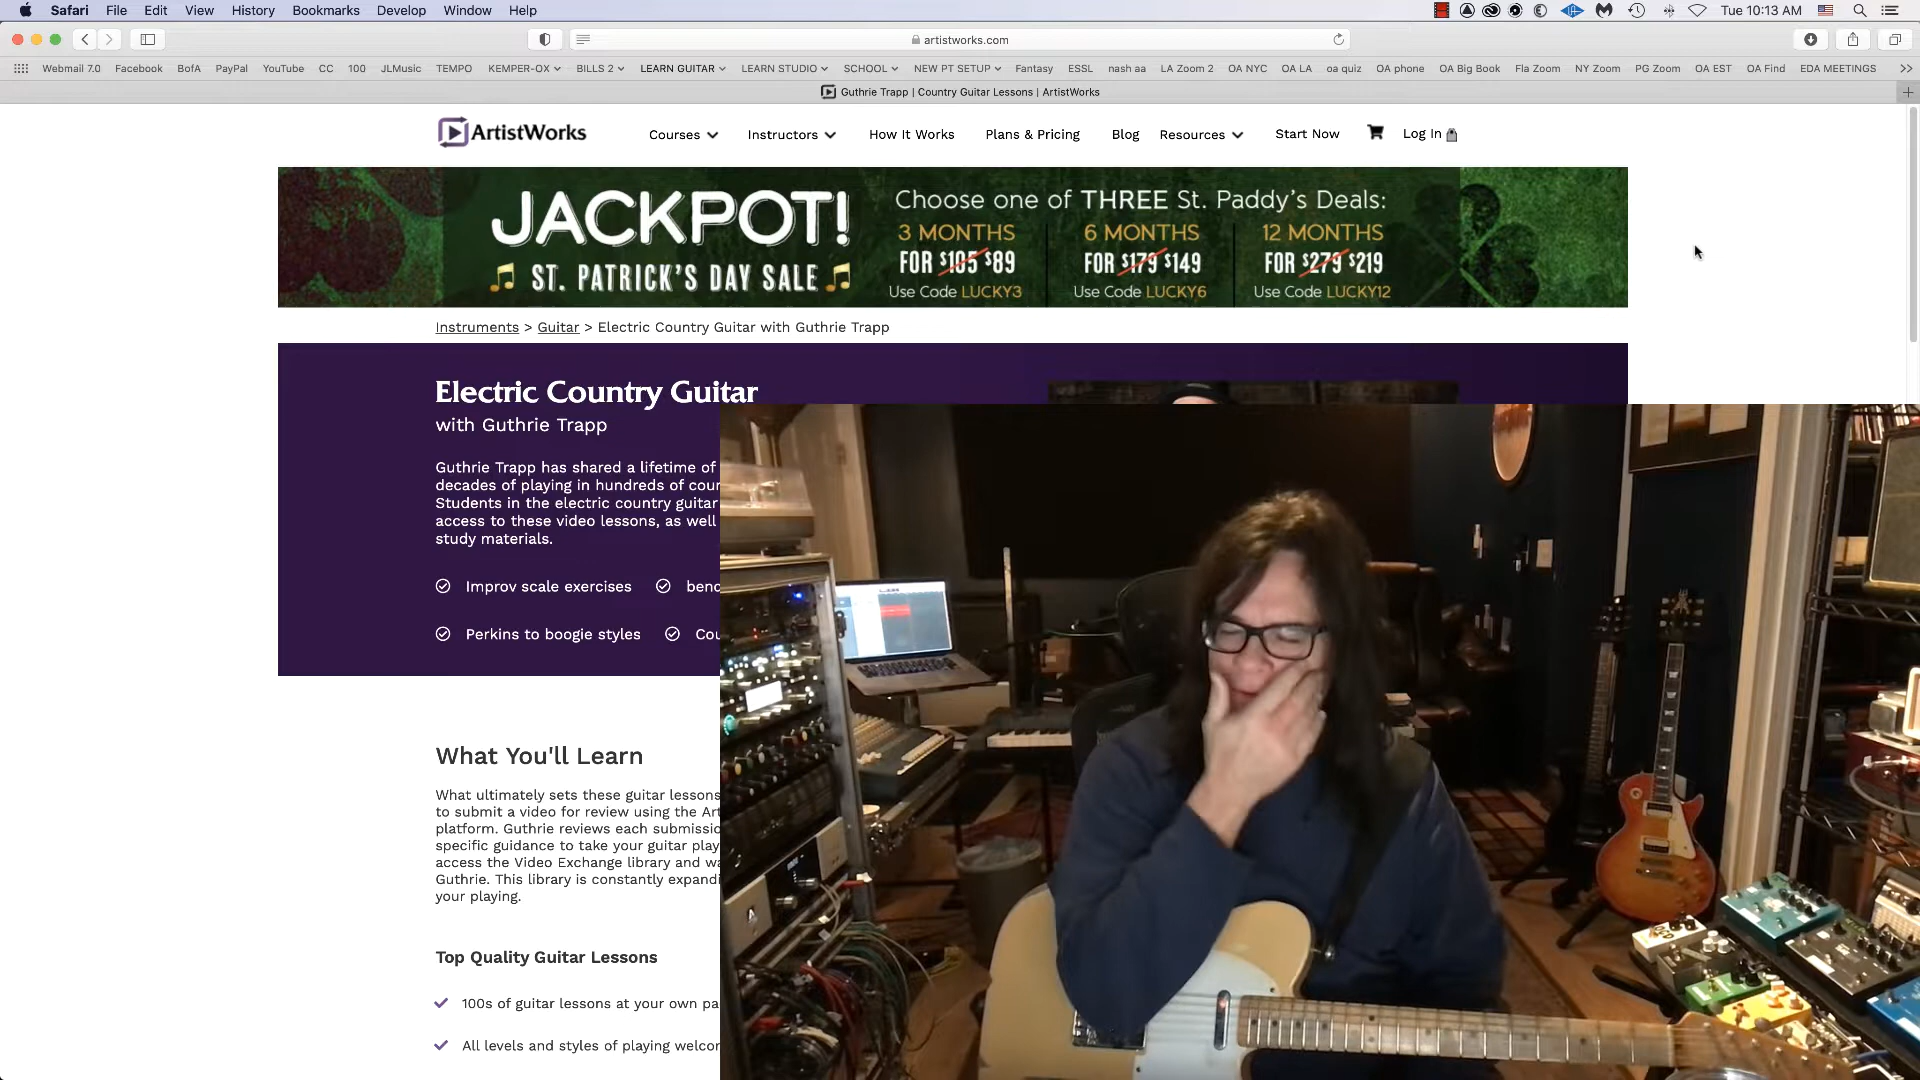 Safari File Edit View History Bookmarks Develop Window Help Tue 10:13 AM
artistworks.com
Webmail 7.0 Facebook BofA PayPal YouTube CC 100 JLMusic TEMPO KEMPER-OX BILLS 2 LEARN GUITAR LEARN STUDIO SCHOOL NEW PT SETUP Fantasy ESSL nash aa LA Zoom 2 OA NYC OA LA oa quiz OA phone OA Big Book Fla Zoom NY Zoom PG Zoom OA EST OA Find EDA MEETINGS >>
Guthrie Trapp | Country Guitar Lessons | ArtistWorks
ArtistWorks Courses Instructors How It Works Plans & Pricing Blog Resources Start Now Log In
JACKPOT!
ST. PATRICK'S DAY SALE
Choose one of THREE St. Paddy's Deals:
3 MONTHS 6 MONTHS 12 MONTHS
FOR $105 $89 FOR $179 $149 FOR $279 $219
Use Code LUCKY3 Use Code LUCKY6 Use Code LUCKY12
Instruments > Guitar > Electric Country Guitar with Guthrie Trapp
Electric Country Guitar
with Guthrie Trapp
Guthrie Trapp has shared a lifetime of
decades of playing in hundreds of coun
Students in the electric country guitar
access to these video lessons, as well
study materials.
Improv scale exercises bend
Perkins to boogie styles Cou
What You'll Learn
What ultimately sets these guitar lessons
to submit a video for review using the Art
platform. Guthrie reviews each submissio
specific guidance to take your guitar play
access the Video Exchange library and wa
Guthrie. This library is constantly expandi
your playing.
Top Quality Guitar Lessons
100s of guitar lessons at your own pa
All levels and styles of playing welcor